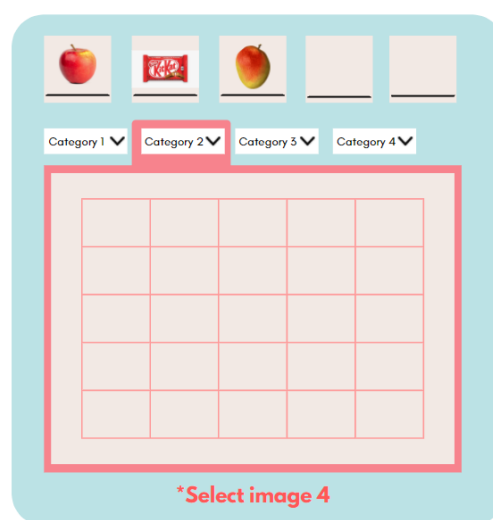 KitKat
Category 1
Category 2
Category 3
Category 4
*Select image 4